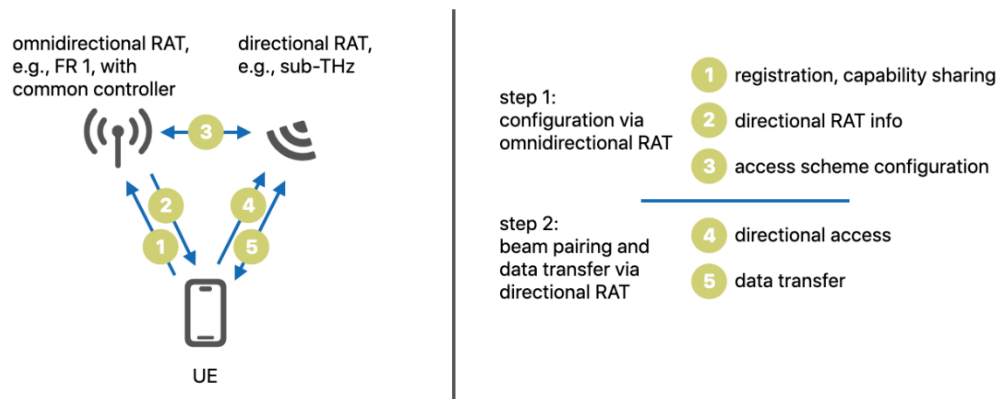 omnidirectional RAT,
e.g., FR 1, with
common controller
directional RAT,
e.g., sub-THz
3
2
4
1
5
UE
step 1:
configuration via
omnidirectional RAT
1 registration, capability sharing
2 directional RAT info
3 access scheme configuration
step 2:
beam pairing and
data transfer via
directional RAT
4 directional access
5 data transfer